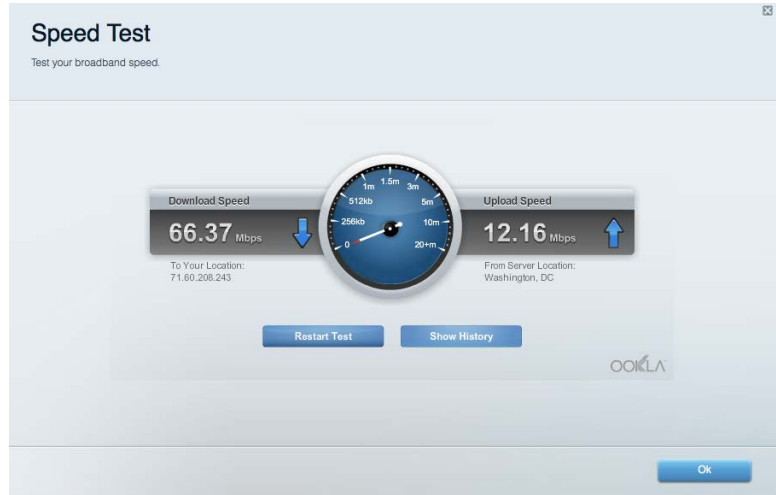 Speed Test
Test your broadband speed.
Download Speed
66.37 Mbps
To Your Location:
71.60.208.243
0
256kb
512kb
1m
1.5m
3m
5m
10m
20+m
Upload Speed
12.16 Mbps
From Server Location:
Washington, DC
Restart Test
Show History
OOKLA
Ok